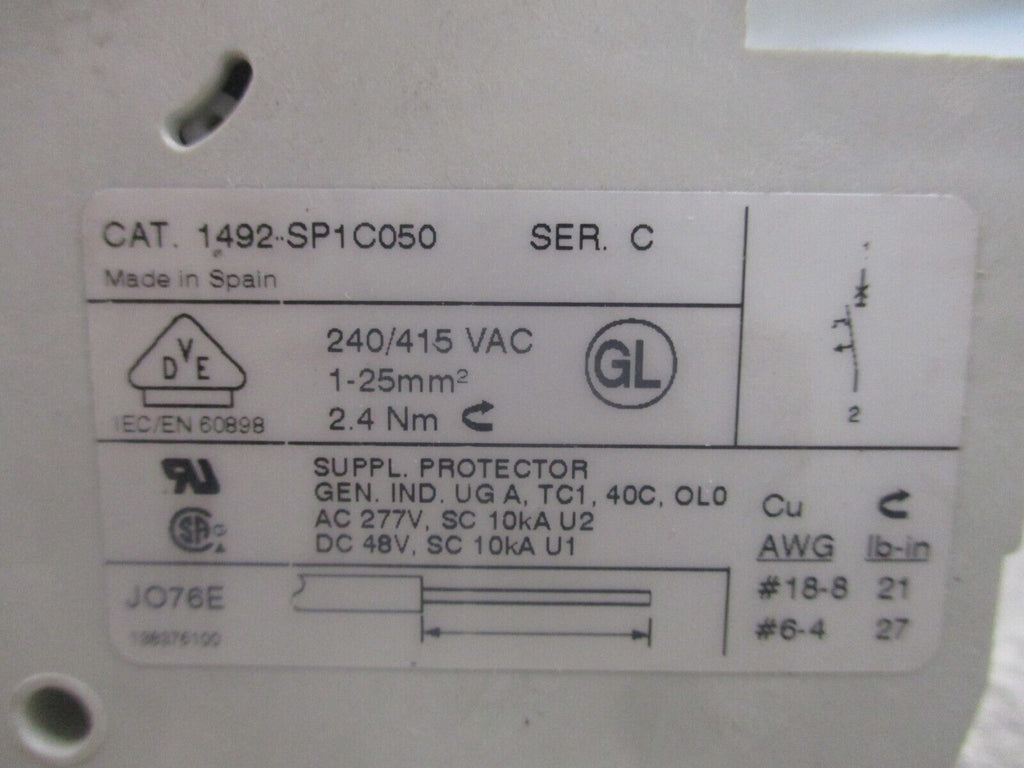 CAT. 1492-SP1C050 SER. C
Made in Spain
DVE
IEC/EN 60898
240/415 VAC
1-25mm²
2.4 Nm
GL
2
SUPPL. PROTECTOR
GEN. IND. UG A, TC1, 40C, OL0
AC 277V, SC 10kA U2
DC 48V, SC 10kA U1
Cu
AWG lb-in
#18-8 21
#6-4 27
JO76E